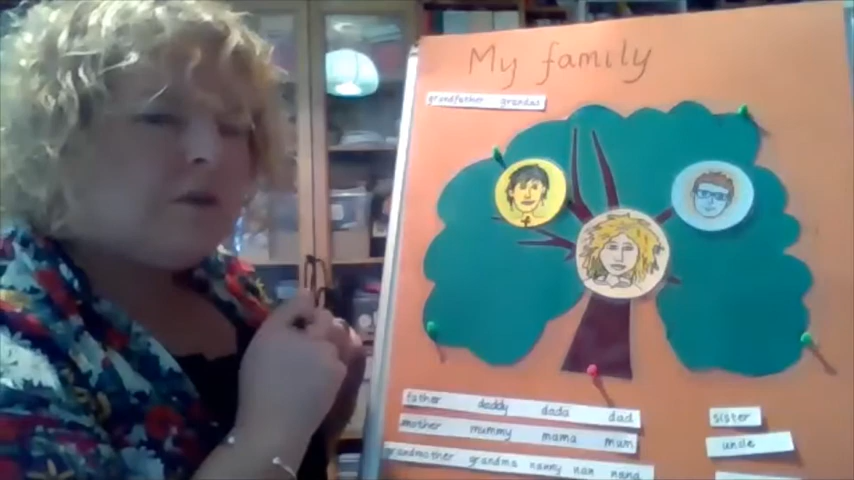 My family
grandfather grandad
father daddy dada dad
mother mummy mama mum
grandmother grandma nanny nan nana
sister
uncle